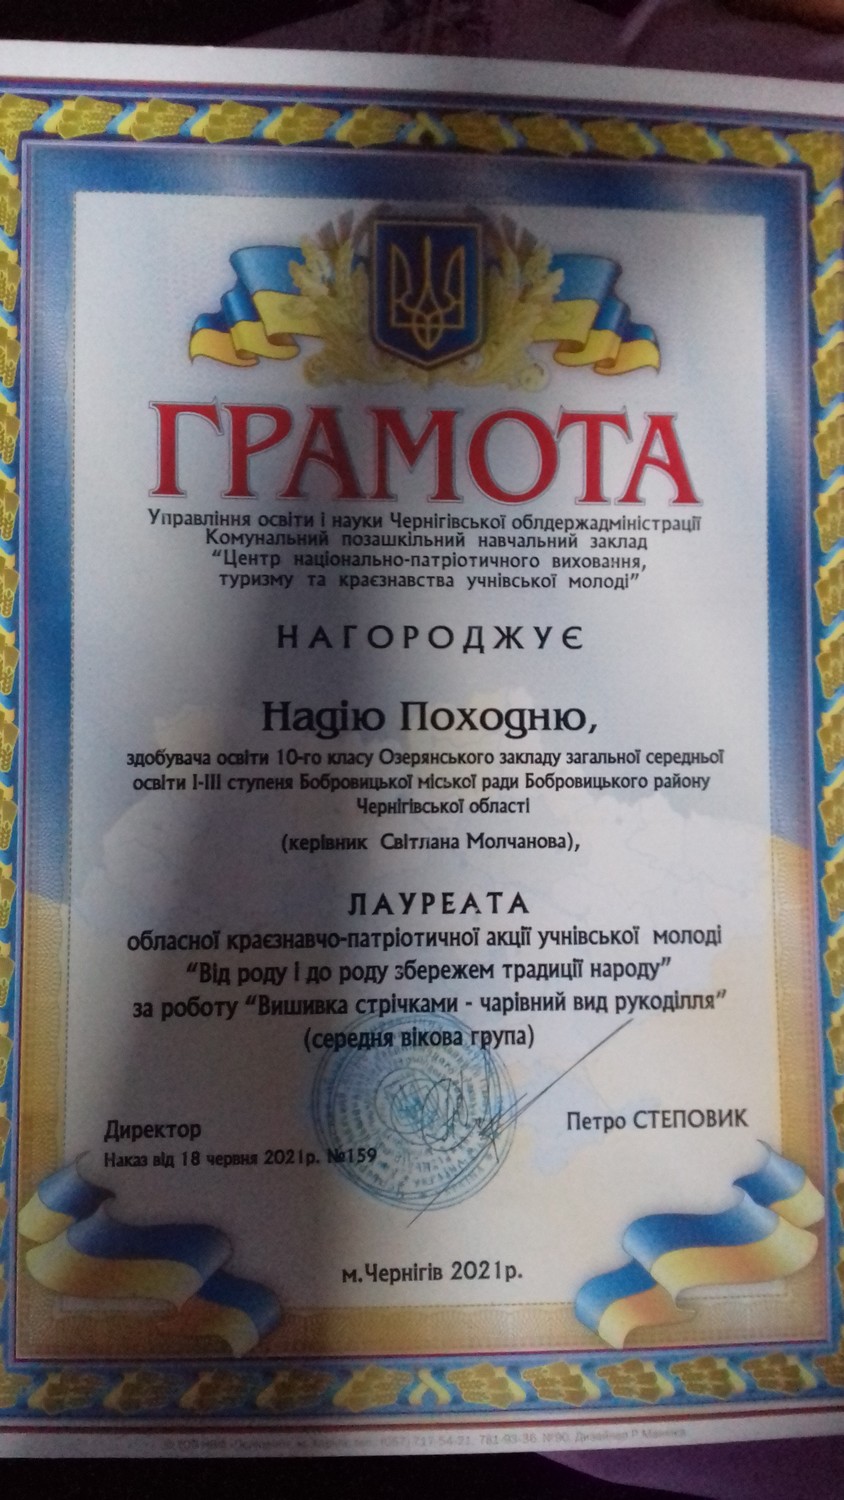 ГРАМОТА
Управління освіти і науки Чернігівської облдержадміністрації
Комунальний позашкільний навчальний заклад
“Центр національно-патріотичного виховання,
туризму та краєзнавства учнівської молоді”
НАГОРОДЖУЄ
Надію Походню,
здобувача освіти 10-го класу Озерянського закладу загальної середньої
освіти І-ІІІ ступеня Бобровицької міської ради Бобровицького району
Чернігівської області
(керівник Світлана Молчанова),
ЛАУРЕАТА
обласної краєзнавчо-патріотичної акції учнівської молоді
“Від роду і до роду збережем традиції народу”
за роботу “Вишивка стрічками - чарівний вид рукоділля”
(середня вікова група)
Директор
Петро СТЕПОВИК
Наказ від 18 червня 2021р. №159
м.Чернігів 2021р.